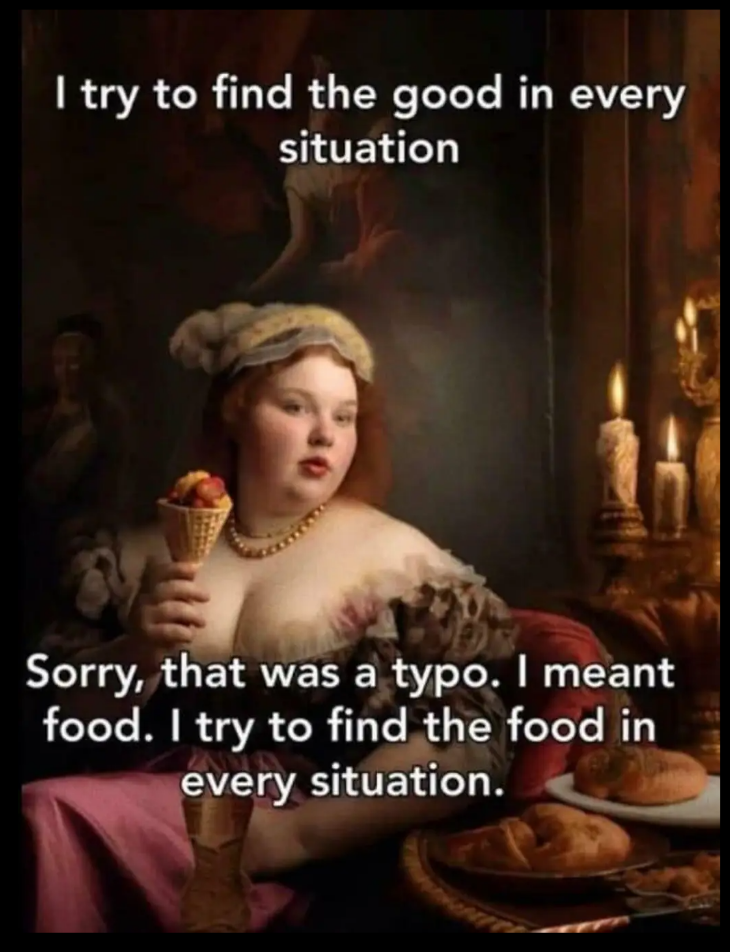 I try to find the good in every
situation
Sorry, that was a typo. I meant
food. I try to find the food in
every situation.